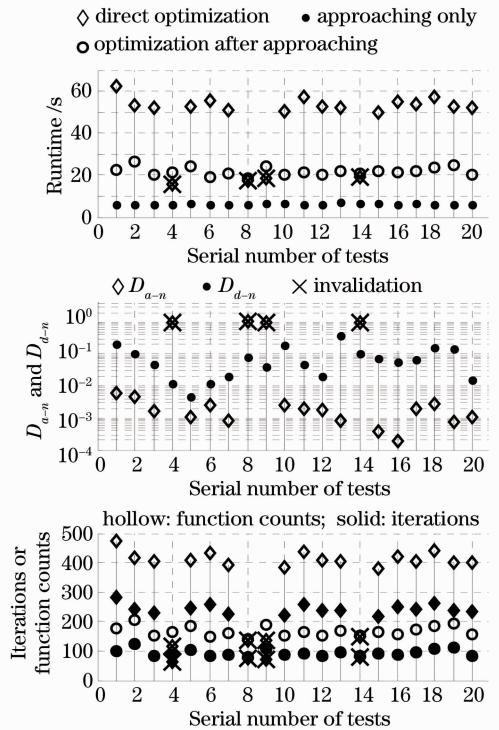 direct optimization approaching only
optimization after approaching
Runtime /s
60
40
20
0
0 2 4 6 8 10 12 14 16 18 20
Serial number of tests
D_{a-n} D_{d-n} invalidation
D_{a-n} and D_{d-n}
10^0
10^{-1}
10^{-2}
10^{-3}
10^{-4}
0 2 4 6 8 10 12 14 16 18 20
Serial number of tests
hollow: function counts; solid: iterations
Iterations or
function counts
500
400
300
200
100
0
0 2 4 6 8 10 12 14 16 18 20
Serial number of tests